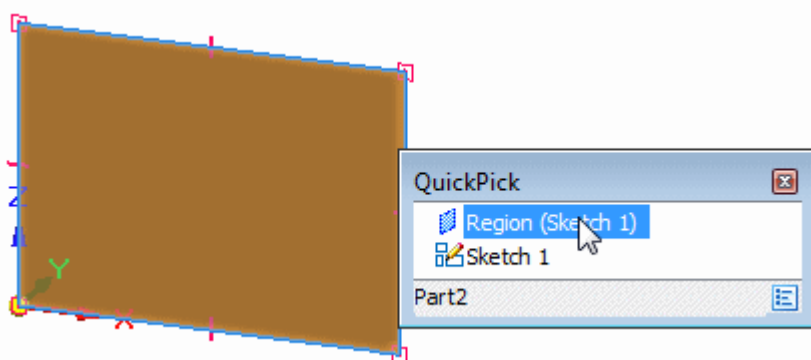 QuickPick
Region (Sketch 1)
Sketch 1
Part2
Z
Y
X